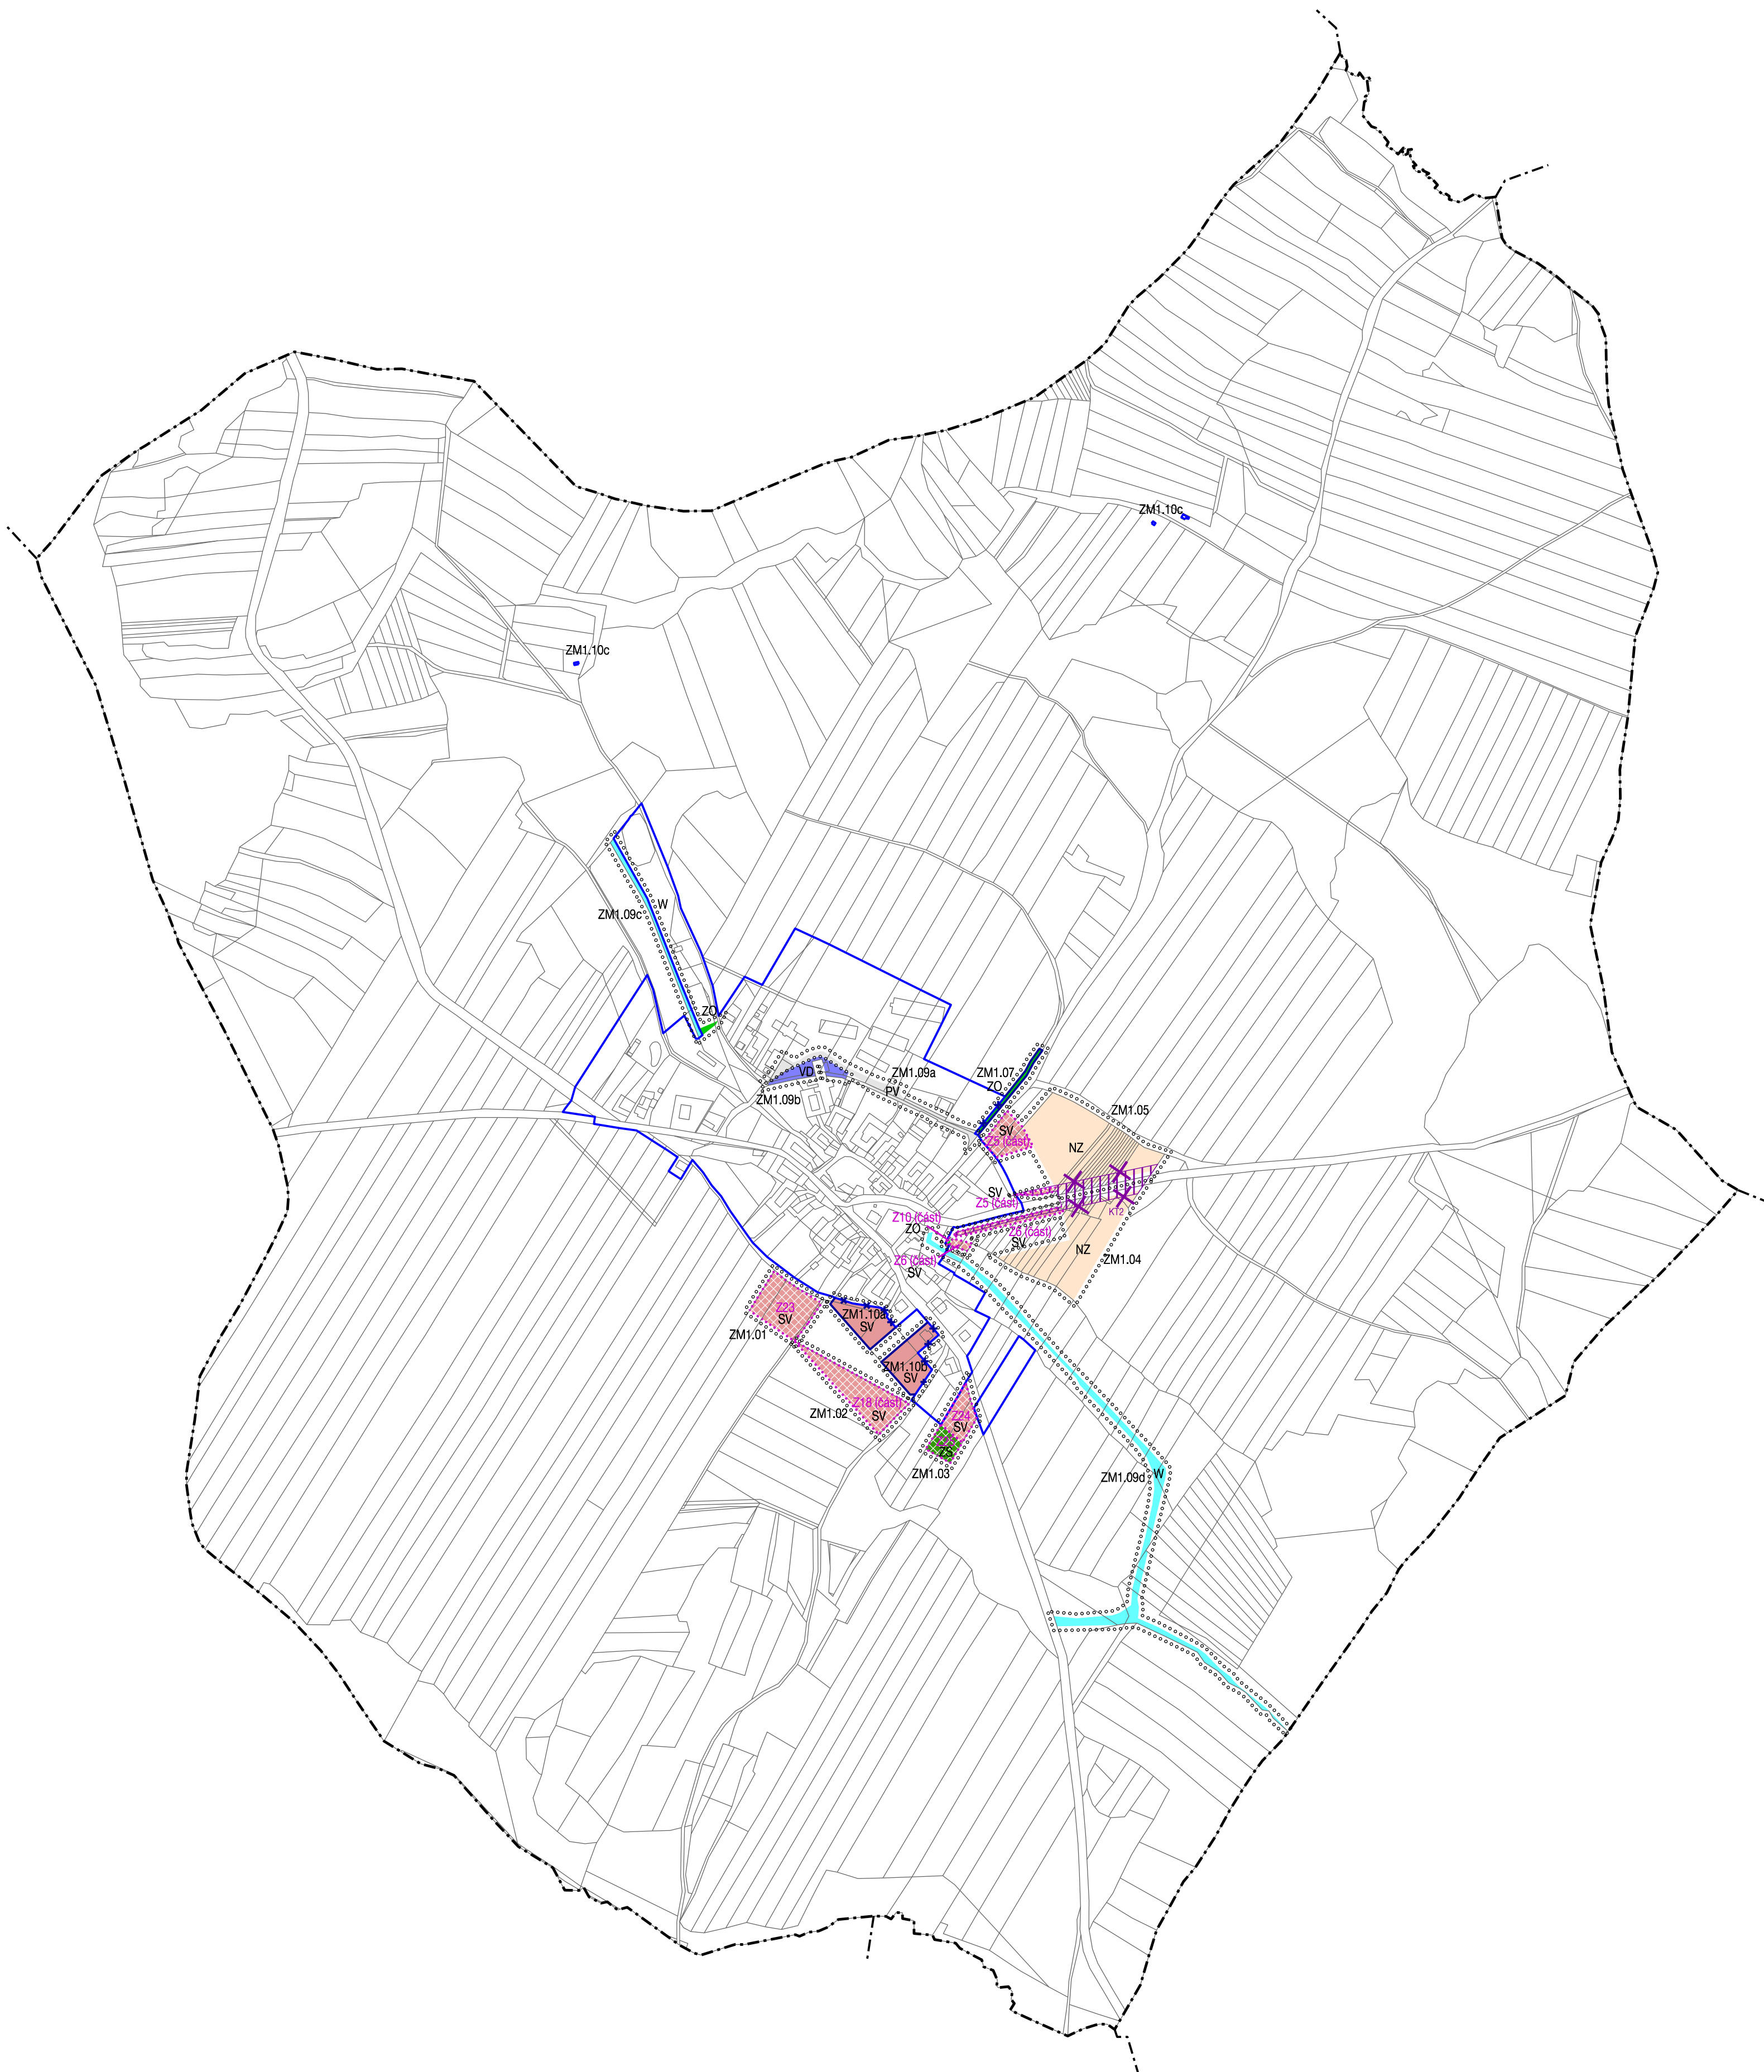 ZM1.10c
ZM1.10c
ZM1.09c
W
ZO
VD
ZM1.09a
PV
ZM1.09b
ZM1.07
ZO
ZM1.05
SV
Z5 (část)
NZ
SV
Z5 (část)
KT2
Z10 (část)
ZO
Z6 (část)
SV
NZ
ZM1.04
Z6 (část)
SV
Z23
SV
ZM1.01
ZM1.10a
SV
ZM1.10b
SV
Z18 (část)
SV
ZM1.02
Z24
SV
ZS
ZM1.03
ZM1.09d
W